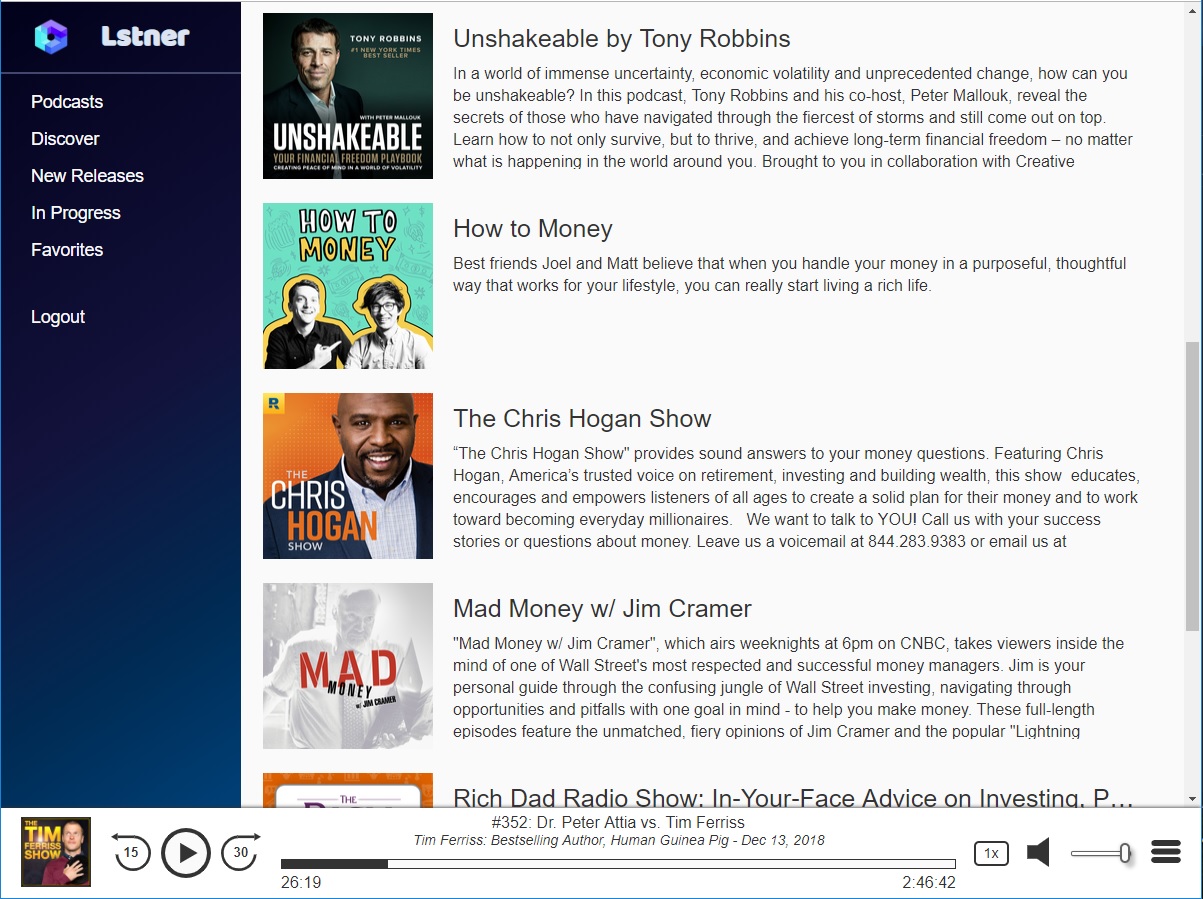 Lstner
Podcasts
Discover
New Releases
In Progress
Favorites
Logout
TONY ROBBINS
#1 NEW YORK TIMES
BEST SELLER
WITH PETER MALLOUK
UNSHAKEABLE
YOUR FINANCIAL FREEDOM PLAYBOOK
CREATING PEACE OF MIND IN A WORLD OF VOLATILITY
Unshakeable by Tony Robbins
In a world of immense uncertainty, economic volatility and unprecedented change, how can you
be unshakeable? In this podcast, Tony Robbins and his co-host, Peter Mallouk, reveal the
secrets of those who have navigated through the fiercest of storms and still come out on top.
Learn how to not only survive, but to thrive, and achieve long-term financial freedom – no matter
what is happening in the world around you. Brought to you in collaboration with Creative
HOW TO
MONEY
How to Money
Best friends Joel and Matt believe that when you handle your money in a purposeful, thoughtful
way that works for your lifestyle, you can really start living a rich life.
R
THE
CHRIS
HOGAN
SHOW
The Chris Hogan Show
“The Chris Hogan Show" provides sound answers to your money questions. Featuring Chris
Hogan, America’s trusted voice on retirement, investing and building wealth, this show  educates,
encourages and empowers listeners of all ages to create a solid plan for their money and to work
toward becoming everyday millionaires.   We want to talk to YOU! Call us with your success
stories or questions about money. Leave us a voicemail at 844.283.9383 or email us at
MAD
MONEY
w/ JIM CRAMER
Mad Money w/ Jim Cramer
"Mad Money w/ Jim Cramer", which airs weeknights at 6pm on CNBC, takes viewers inside the
mind of one of Wall Street's most respected and successful money managers. Jim is your
personal guide through the confusing jungle of Wall Street investing, navigating through
opportunities and pitfalls with one goal in mind - to help you make money. These full-length
episodes feature the unmatched, fiery opinions of Jim Cramer and the popular "Lightning
THE
Rich Dad Radio Show: In-Your-Face Advice on Investing, P...
THE
TIM
FERRISS
SHOW
15
30
#352: Dr. Peter Attia vs. Tim Ferriss
Tim Ferriss: Bestselling Author, Human Guinea Pig - Dec 13, 2018
26:19
2:46:42
1x